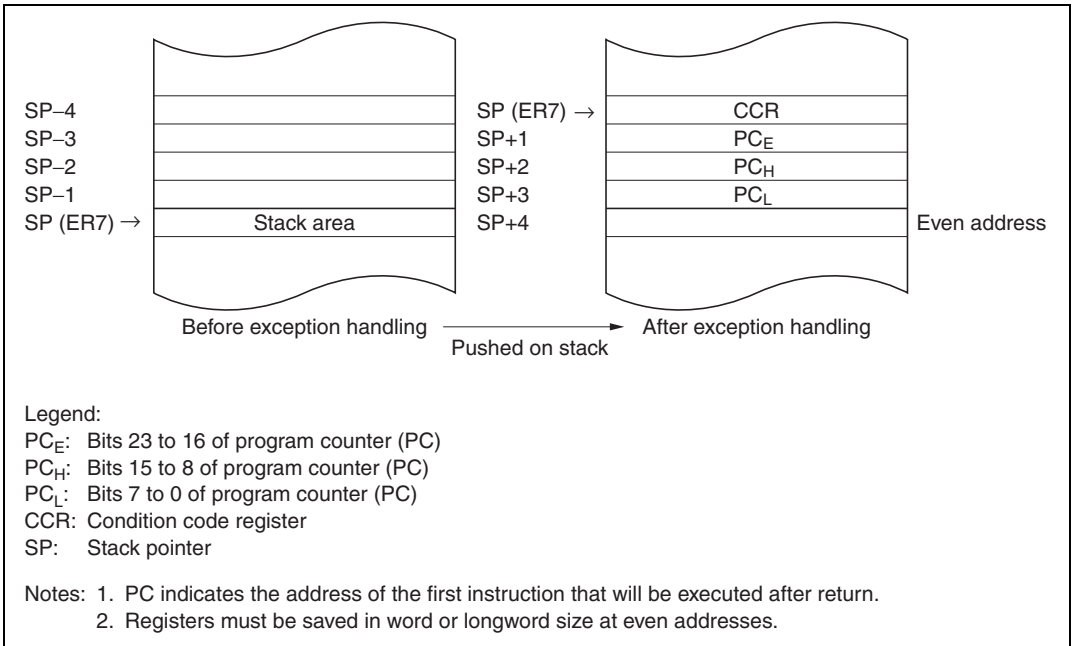 SP–4 SP (ER7) → CCR
SP–3 SP+1 PCE
SP–2 SP+2 PCH
SP–1 SP+3 PCL
SP (ER7) → Stack area SP+4 Even address
Before exception handling After exception handling
Pushed on stack
Legend:
PCE: Bits 23 to 16 of program counter (PC)
PCH: Bits 15 to 8 of program counter (PC)
PCL: Bits 7 to 0 of program counter (PC)
CCR: Condition code register
SP: Stack pointer
Notes: 1. PC indicates the address of the first instruction that will be executed after return.
2. Registers must be saved in word or longword size at even addresses.